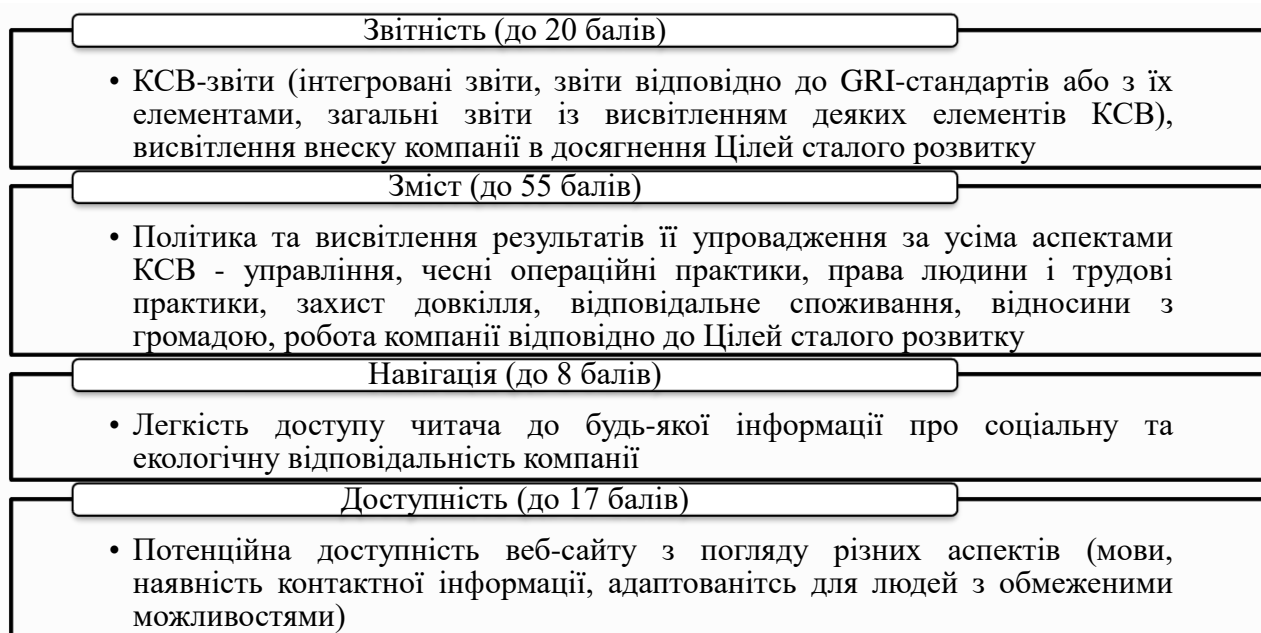 Звітність (до 20 балів)
• КСВ-звіти (інтегровані звіти, звіти відповідно до GRI-стандартів або з їх
елементами, загальні звіти із висвітленням деяких елементів КСВ),
висвітлення внеску компанії в досягнення Цілей сталого розвитку
Зміст (до 55 балів)
• Політика та висвітлення результатів її упровадження за усіма аспектами
КСВ - управління, чесні операційні практики, права людини і трудові
практики, захист довкілля, відповідальне споживання, відносини з
громадою, робота компанії відповідно до Цілей сталого розвитку
Навігація (до 8 балів)
• Легкість доступу читача до будь-якої інформації про соціальну та
екологічну відповідальність компанії
Доступність (до 17 балів)
• Потенційна доступність веб-сайту з погляду різних аспектів (мови,
наявність контактної інформації, адаптованітсь для людей з обмеженими
можливостями)